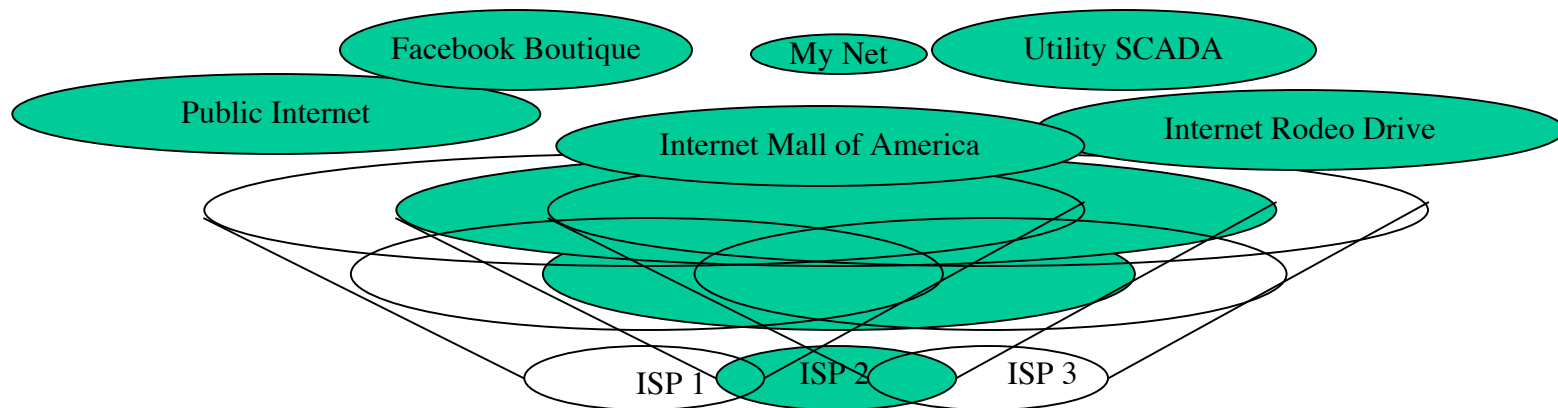 Facebook Boutique
My Net
Utility SCADA
Public Internet
Internet Mall of America
Internet Rodeo Drive
ISP 1
ISP 2
ISP 3